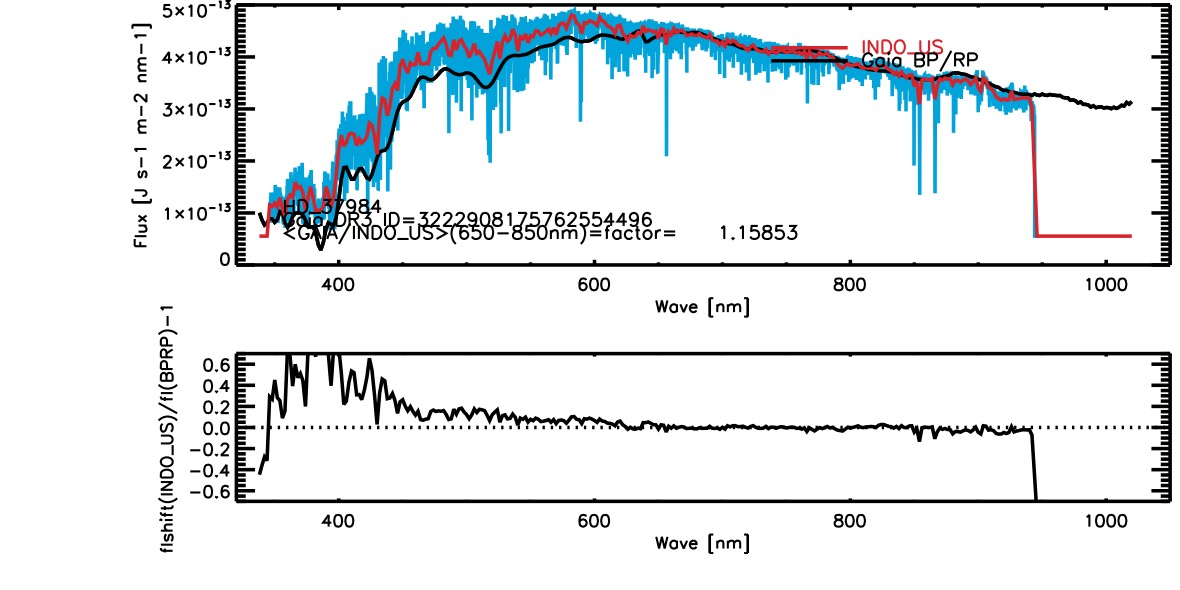 5×10−13
4×10−13
3×10−13
2×10−13
1×10−13
0
Flux [J s−1 m−2 nm−1]
INDO_US
Gaia BP/RP
HD_37984
Gaia DR3 ID=3222908175762554496
<GAIA/INDO_US>(650−850nm)=factor= 1.15853
400 600 800 1000
Wave [nm]
flshift(INDO_US)/fl(BPRP)−1
0.6
0.4
0.2
0.0
−0.2
−0.4
−0.6
400 600 800 1000
Wave [nm]